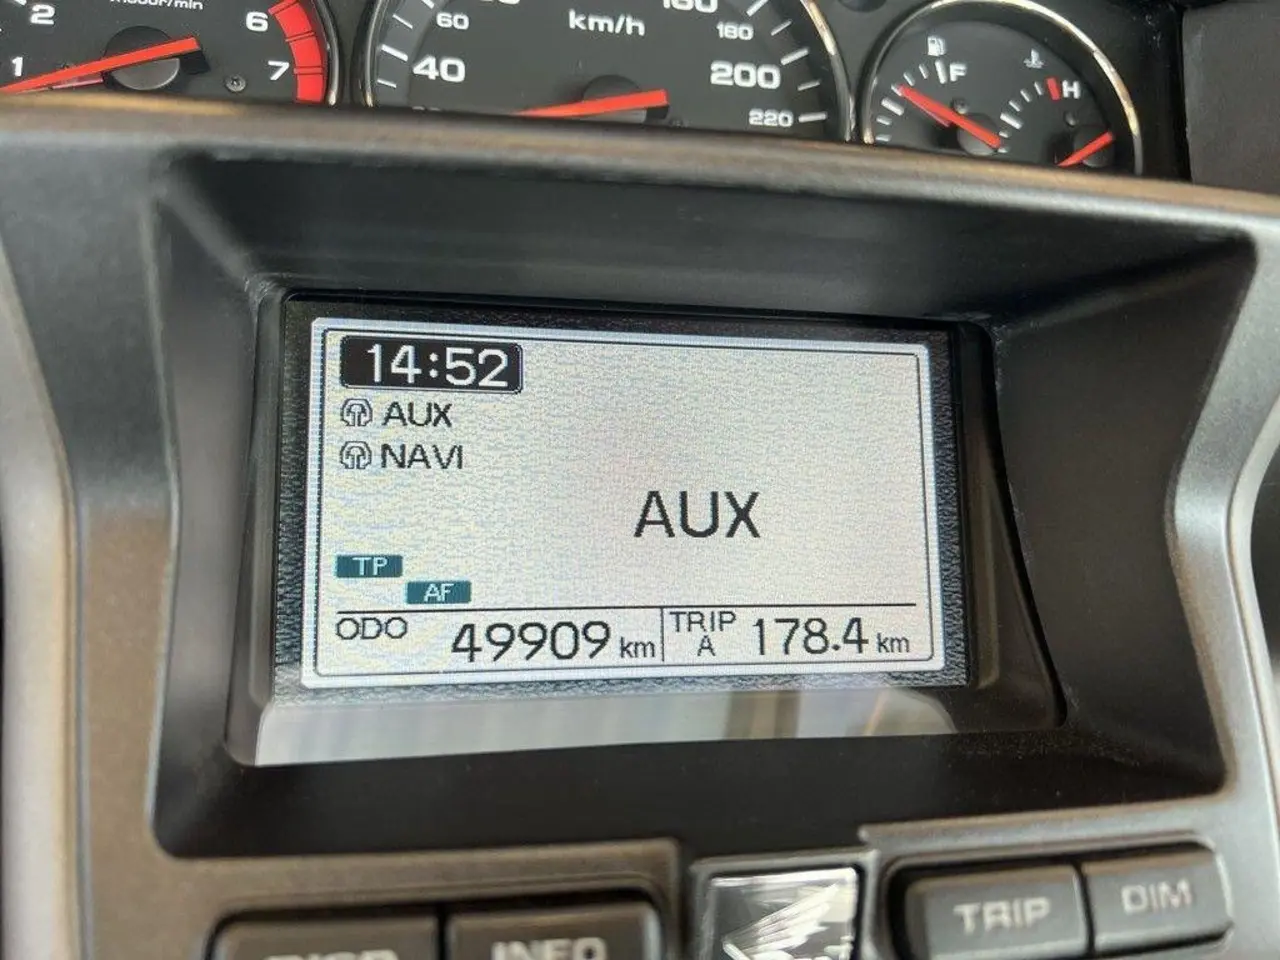 2
6
60
km/h
180
1
7
40
200
F
H
220
14:52
AUX
NAVI
AUX
TP
AF
ODO 49909 km
TRIP A 178.4 km
TRIP
DIM
INFO